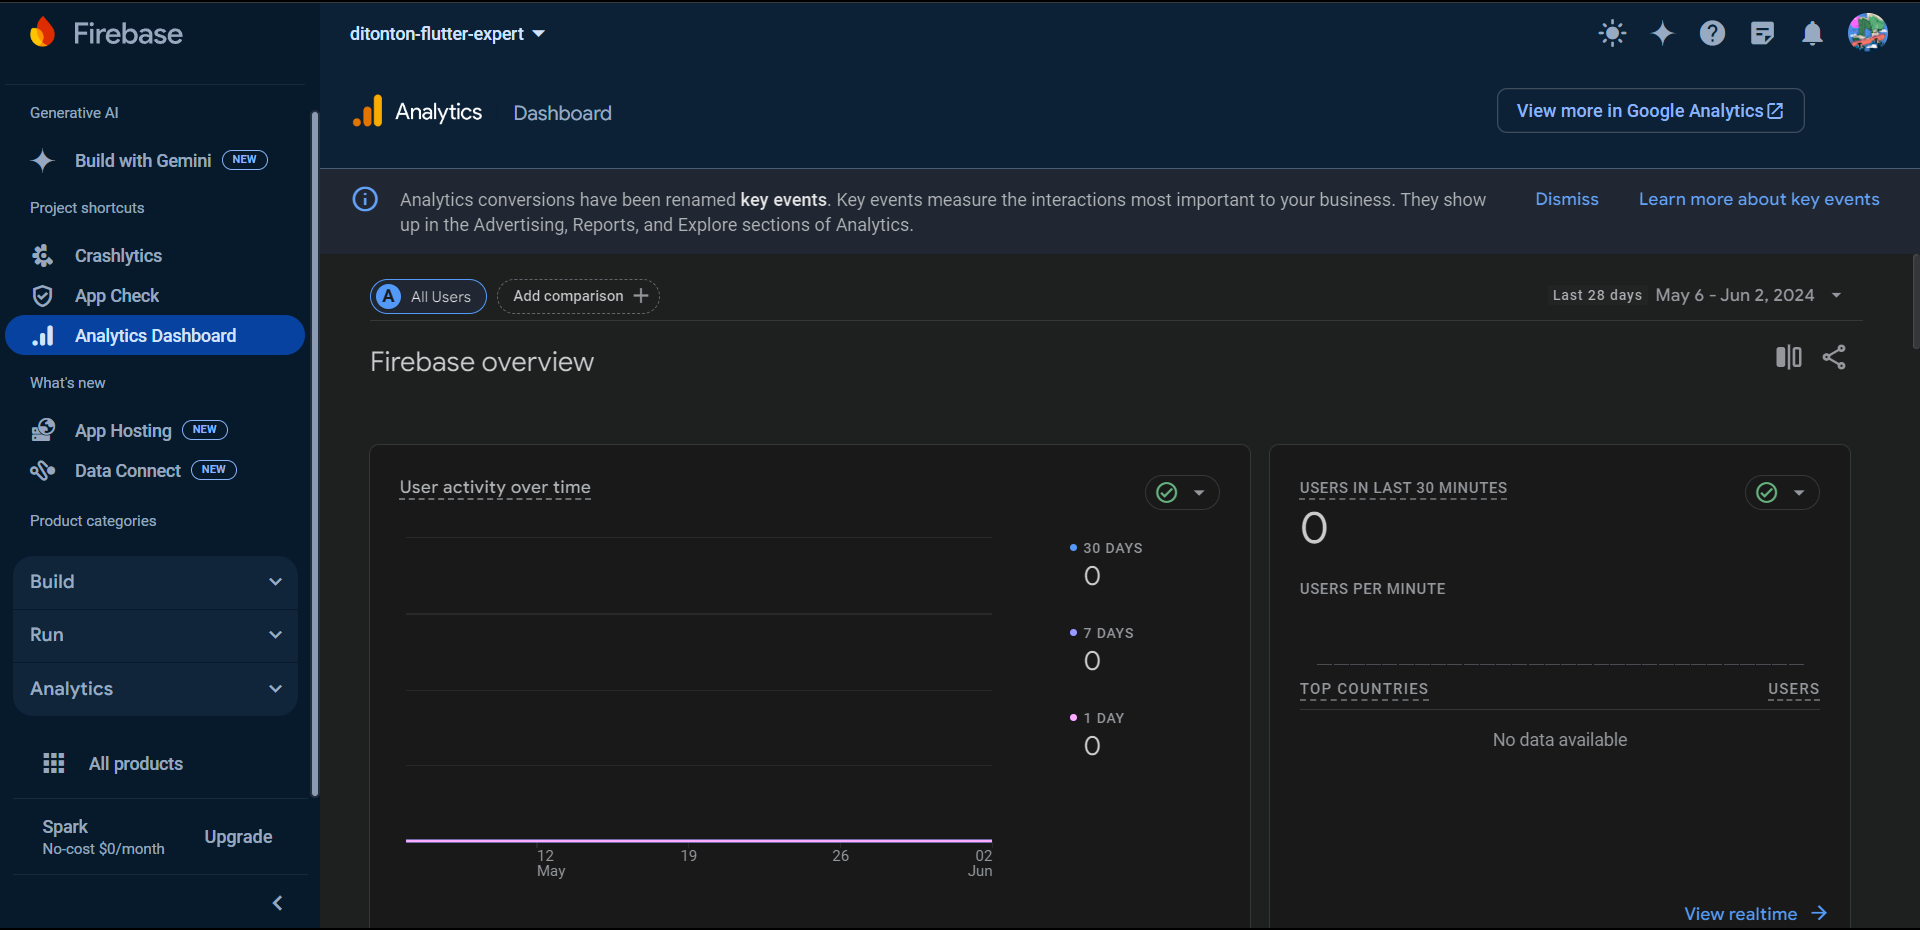 Firebase
Generative AI
Build with Gemini NEW
Project shortcuts
Crashlytics
App Check
Analytics Dashboard
What's new
App Hosting NEW
Data Connect NEW
Product categories
Build
Run
Analytics
All products
Spark
No-cost $0/month
Upgrade
ditonton-flutter-expert
Analytics Dashboard
View more in Google Analytics
Analytics conversions have been renamed key events. Key events measure the interactions most important to your business. They show
up in the Advertising, Reports, and Explore sections of Analytics.
Dismiss
Learn more about key events
A All Users
Add comparison
Last 28 days May 6 - Jun 2, 2024
Firebase overview
User activity over time
30 DAYS
0
7 DAYS
0
1 DAY
0
12
May
19
26
02
Jun
USERS IN LAST 30 MINUTES
0
USERS PER MINUTE
TOP COUNTRIES USERS
No data available
View realtime